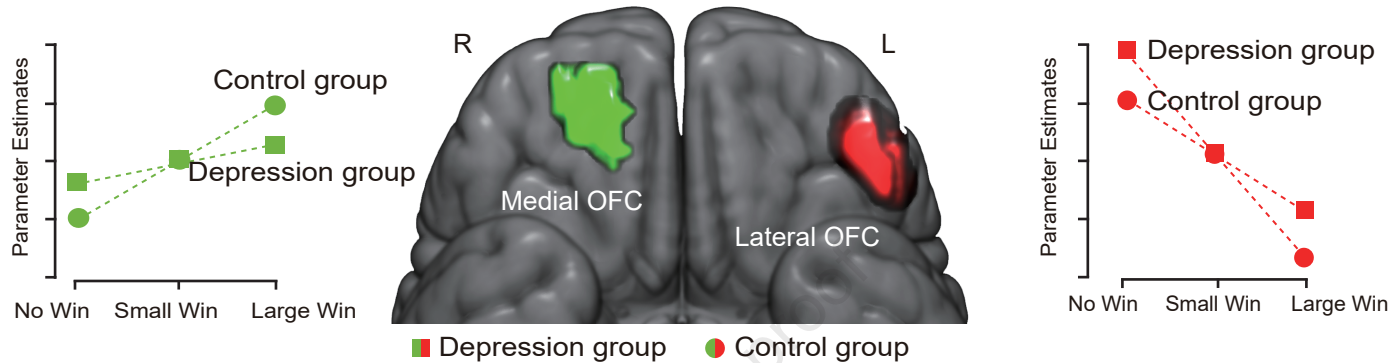 Parameter Estimates
Control group
Depression group
No Win Small Win Large Win
R
L
Medial OFC
Lateral OFC
Parameter Estimates
Depression group
Control group
No Win Small Win Large Win
Depression group Control group